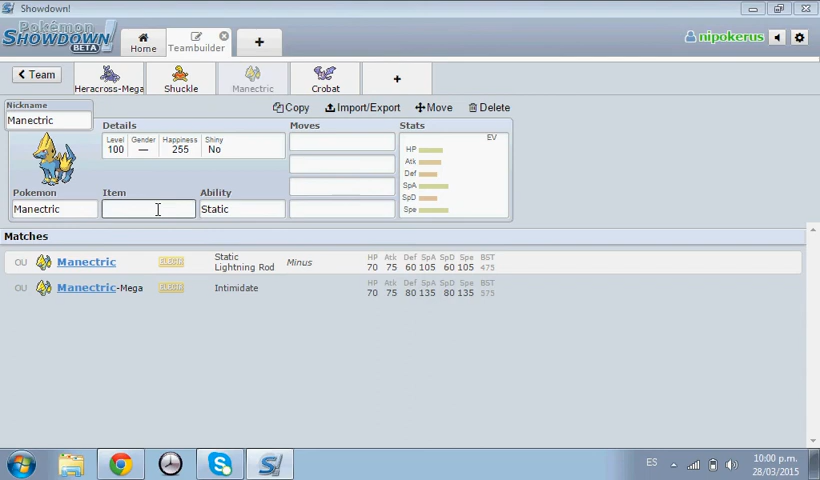 Showdown!
Pokémon
SHOWDOWN!
BETA
Home
Teambuilder
+
nipokerus
< Team
Heracross-Mega
Shuckle
Manectric
Crobat
+
Nickname
Manectric
Copy
Import/Export
Move
Delete
Details
Moves
Stats
Level
Gender
Happiness
Shiny
100
—
255
No
EV
HP
Atk
Def
SpA
SpD
Spe
Pokemon
Item
Ability
Manectric
Static
Matches
OU
Manectric
ELECTR
Static
Lightning Rod
Minus
HP Atk Def SpA SpD Spe BST
70 75 60 105 60 105 475
OU
Manectric-Mega
ELECTR
Intimidate
HP Atk Def SpA SpD Spe BST
70 75 80 135 80 135 575
ES
10:00 p.m.
28/03/2015